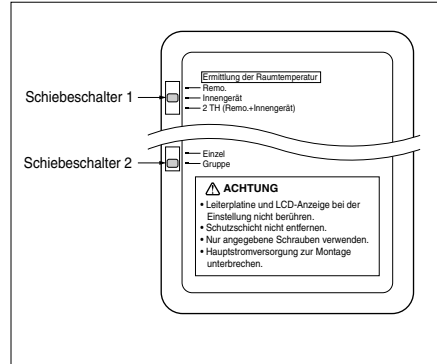 Ermittlung der Raumtemperatur
Remo.
Schiebeschalter 1
Innengerät
2 TH (Remo.+Innengerät)
Einzel
Schiebeschalter 2
Gruppe
ACHTUNG
• Leiterplatine und LCD-Anzeige bei der
Einstellung nicht berühren.
• Schutzschicht nicht entfernen.
• Nur angegebene Schrauben verwenden.
• Hauptstromversorgung zur Montage
unterbrechen.